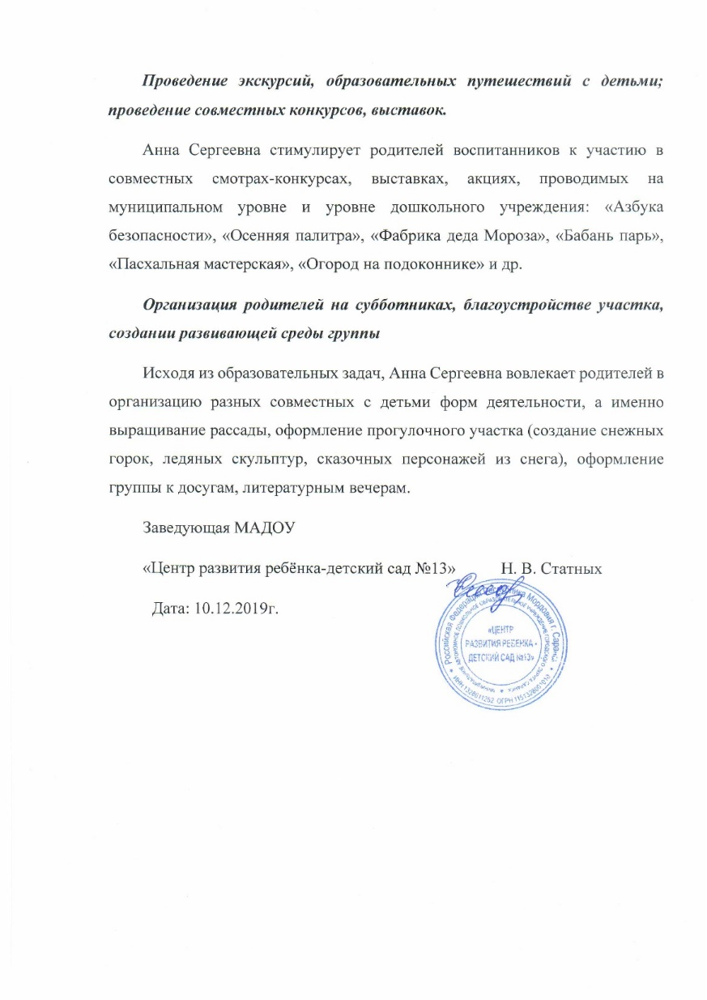 Проведение экскурсий, образовательных путешествий с детьми;
проведение совместных конкурсов, выставок.
Анна Сергеевна стимулирует родителей воспитанников к участию в
совместных смотрах-конкурсах, выставках, акциях, проводимых на
муниципальном уровне и уровне дошкольного учреждения: «Азбука
безопасности», «Осенняя палитра», «Фабрика деда Мороза», «Бабань парь»,
«Пасхальная мастерская», «Огород на подоконнике» и др.
Организация родителей на субботниках, благоустройстве участка,
создании развивающей среды группы
Исходя из образовательных задач, Анна Сергеевна вовлекает родителей в
организацию разных совместных с детьми форм деятельности, а именно
выращивание рассады, оформление прогулочного участка (создание снежных
горок, ледяных скульптур, сказочных персонажей из снега), оформление
группы к досугам, литературным вечерам.
Заведующая МАДОУ
«Центр развития ребёнка-детский сад №13» Н. В. Статных
Дата: 10.12.2019г.
Российская Федерация Республика Мордовия г. Саранск
«ЦЕНТР
РАЗВИТИЯ РЕБЕНКА -
ДЕТСКИЙ САД №13»